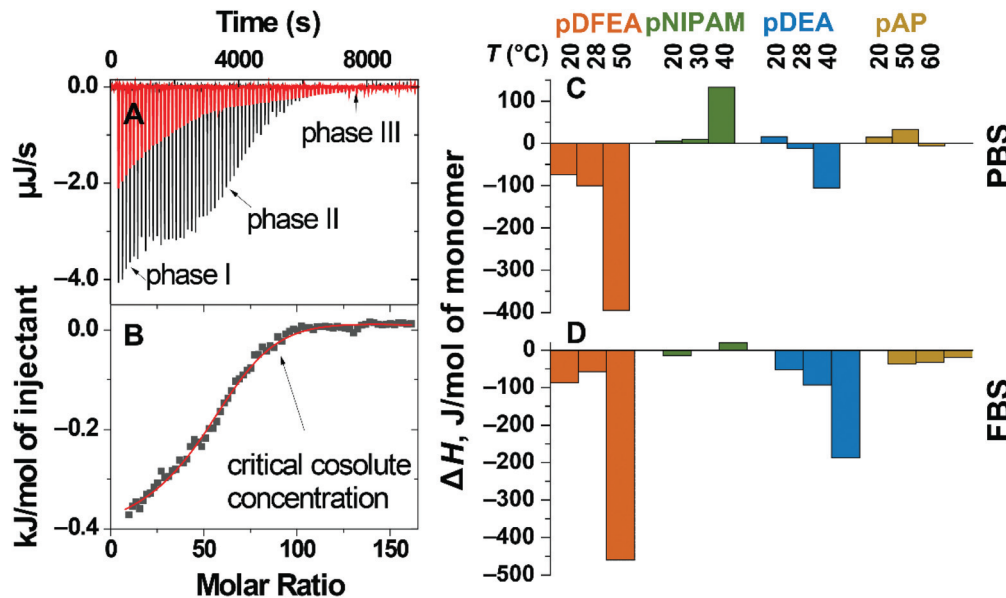 Time (s)
0 4000 8000
A
0.0
−2.0
−4.0
μJ/s
phase I
phase II
phase III
B
0.0
−0.2
−0.4
kJ/mol of injectant
critical cosolute
concentration
0 50 100 150
Molar Ratio
pDFEA pNIPAM pDEA pAP
T (°C) 20 28 50 20 30 40 20 28 40 20 50 60
C
100
0
−100
−200
−300
−400
PBS
D
0
−100
−200
−300
−400
−500
FBS
ΔH, J/mol of monomer